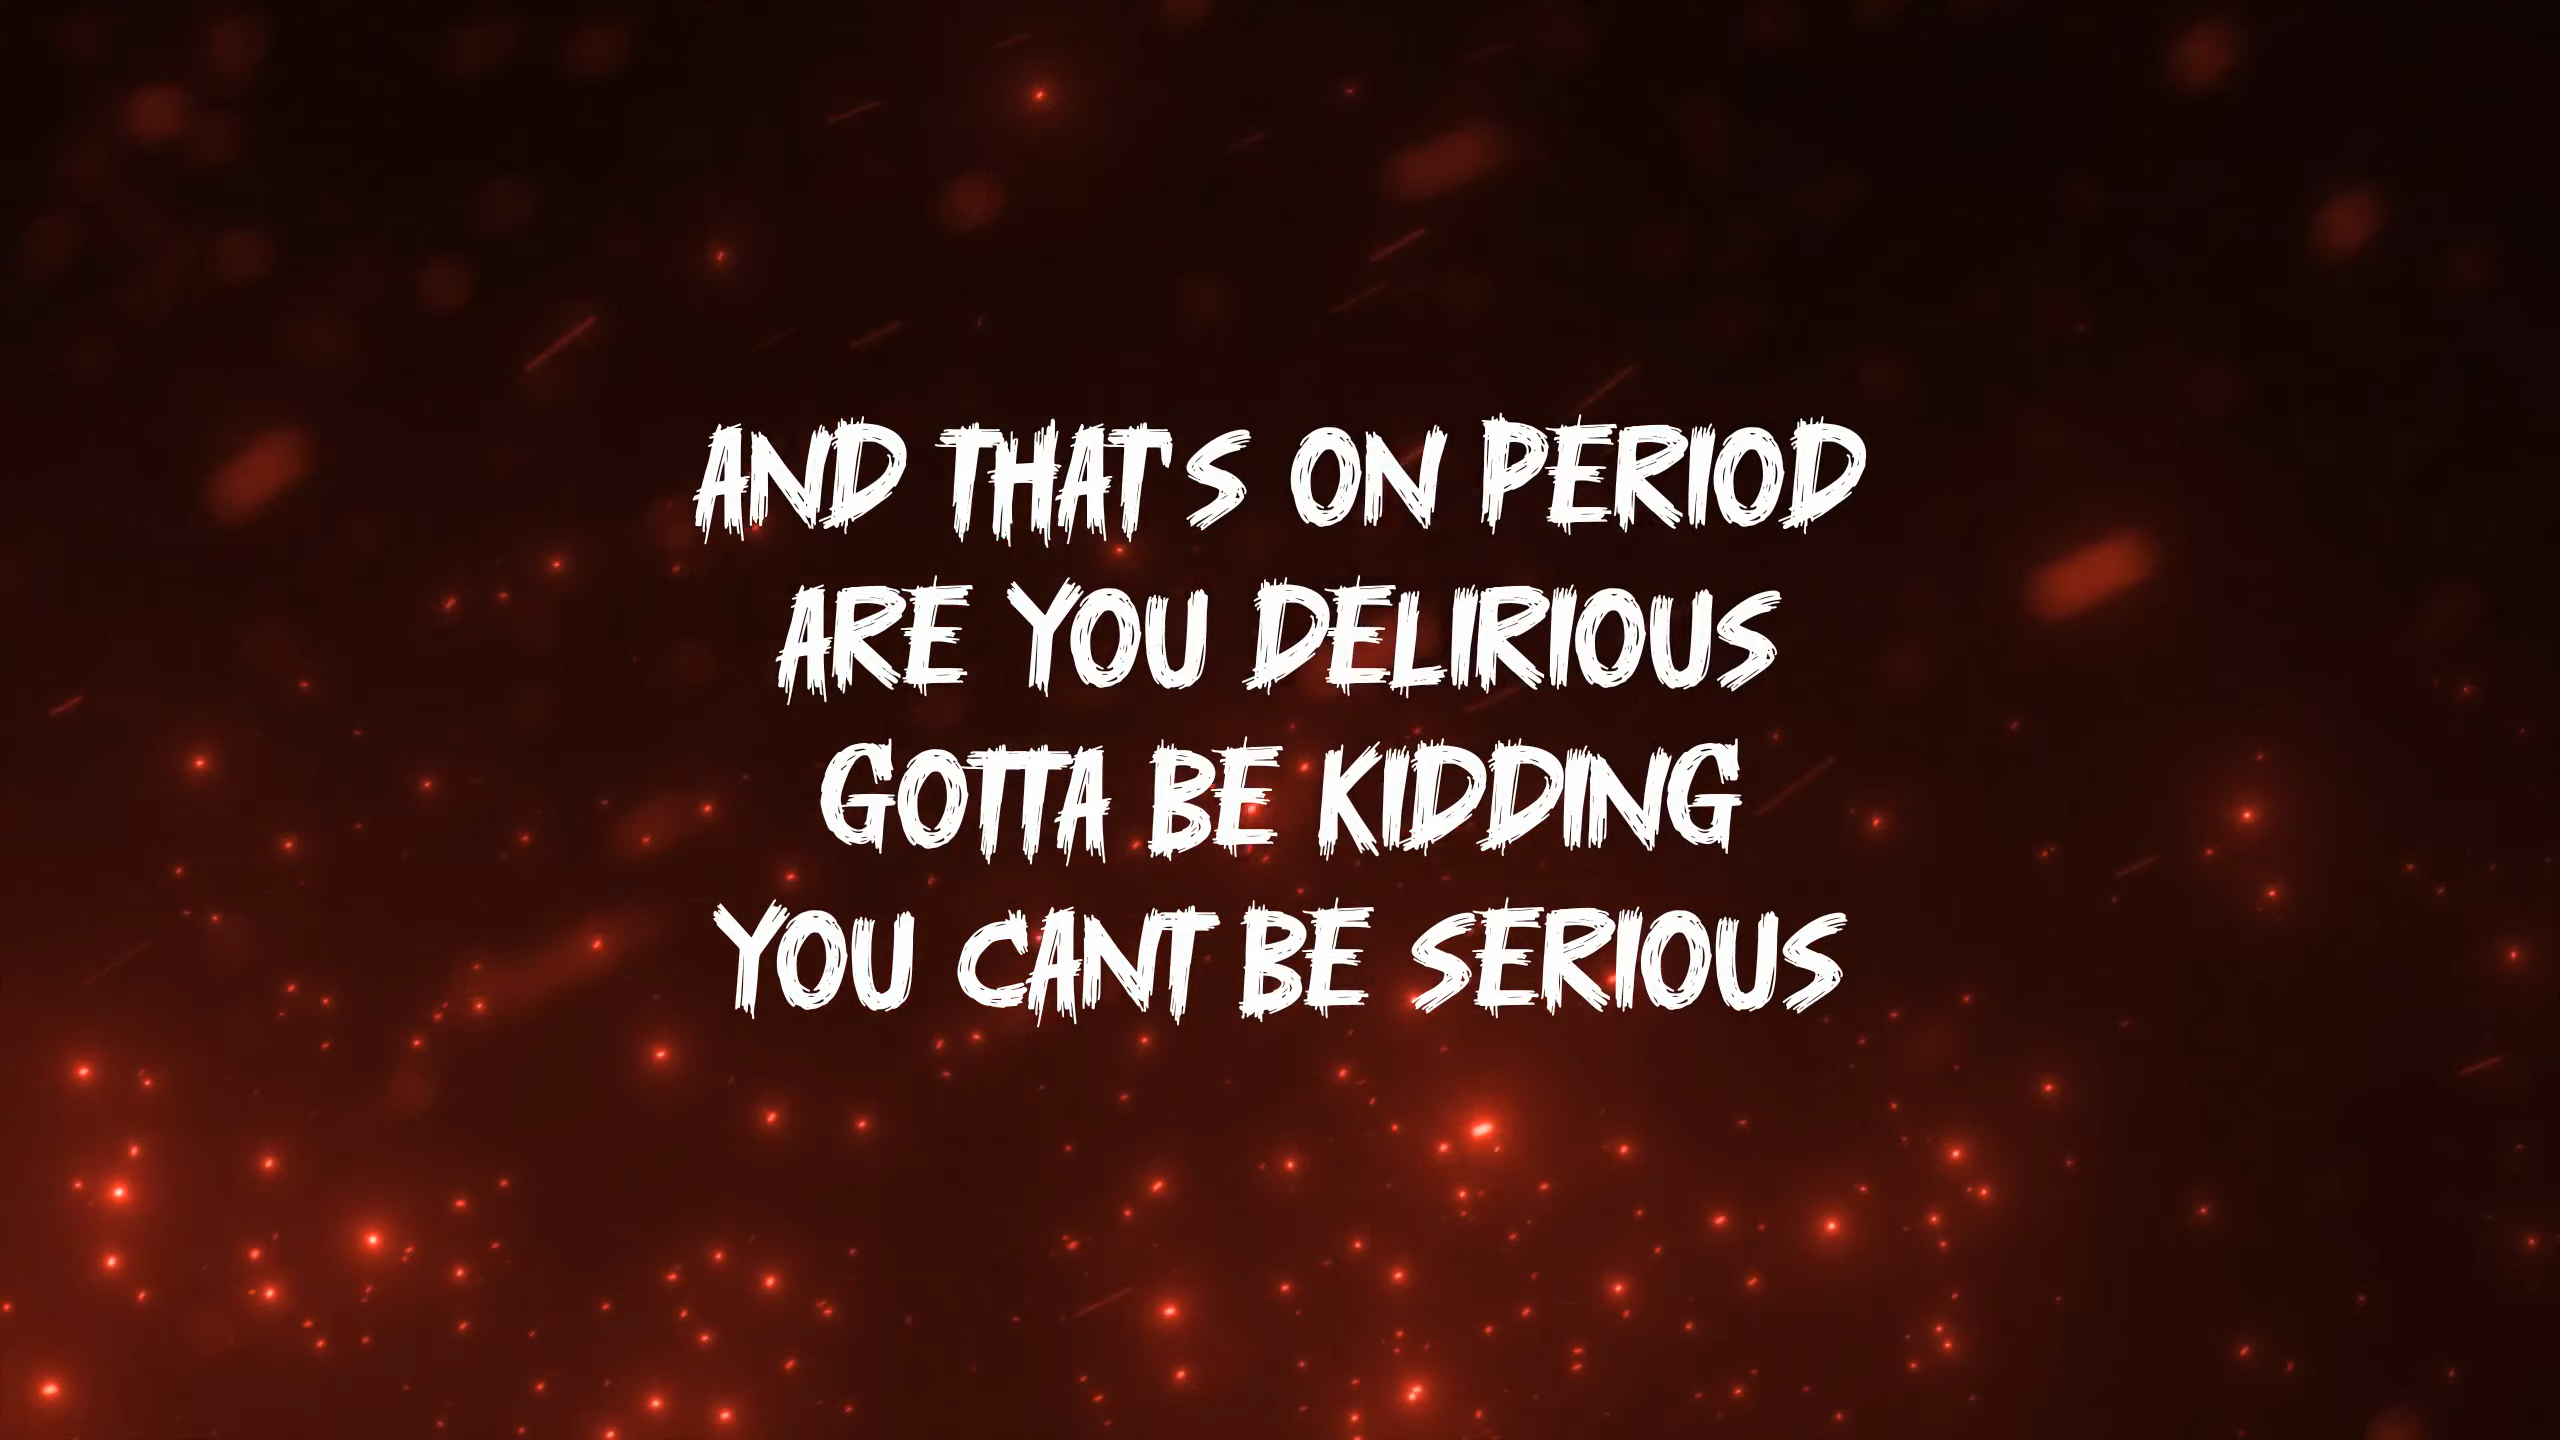 AND THAT'S ON PERIOD
ARE YOU DELIRIOUS
GOTTA BE KIDDING
YOU CANT BE SERIOUS